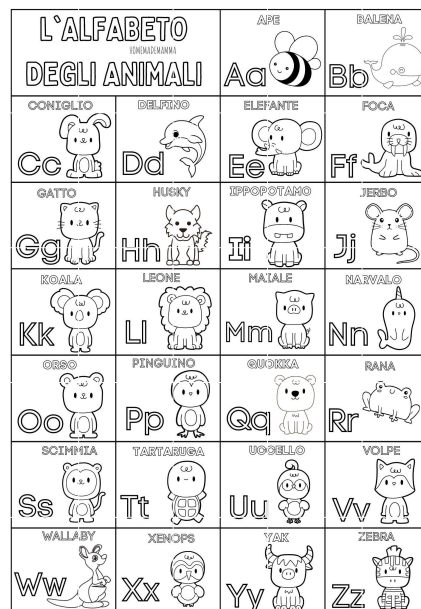 L`ALFABETO
HOMEMADEMAMMA
DEGLI ANIMALI
APE
Aa
BALENA
Bb
CONIGLIO
Cc
DELFINO
Dd
ELEFANTE
Ee
FOCA
Ff
GATTO
Gg
HUSKY
Hh
IPPOPOTAMO
Ii
JERBO
Jj
KOALA
Kk
LEONE
Ll
MAIALE
Mm
NARVALO
Nn
ORSO
Oo
PINGUINO
Pp
QUOKKA
Qq
RANA
Rr
SCIMMIA
Ss
TARTARUGA
Tt
UCCELLO
Uu
VOLPE
Vv
WALLABY
Ww
XENOPS
Xx
YAK
Yy
ZEBRA
Zz